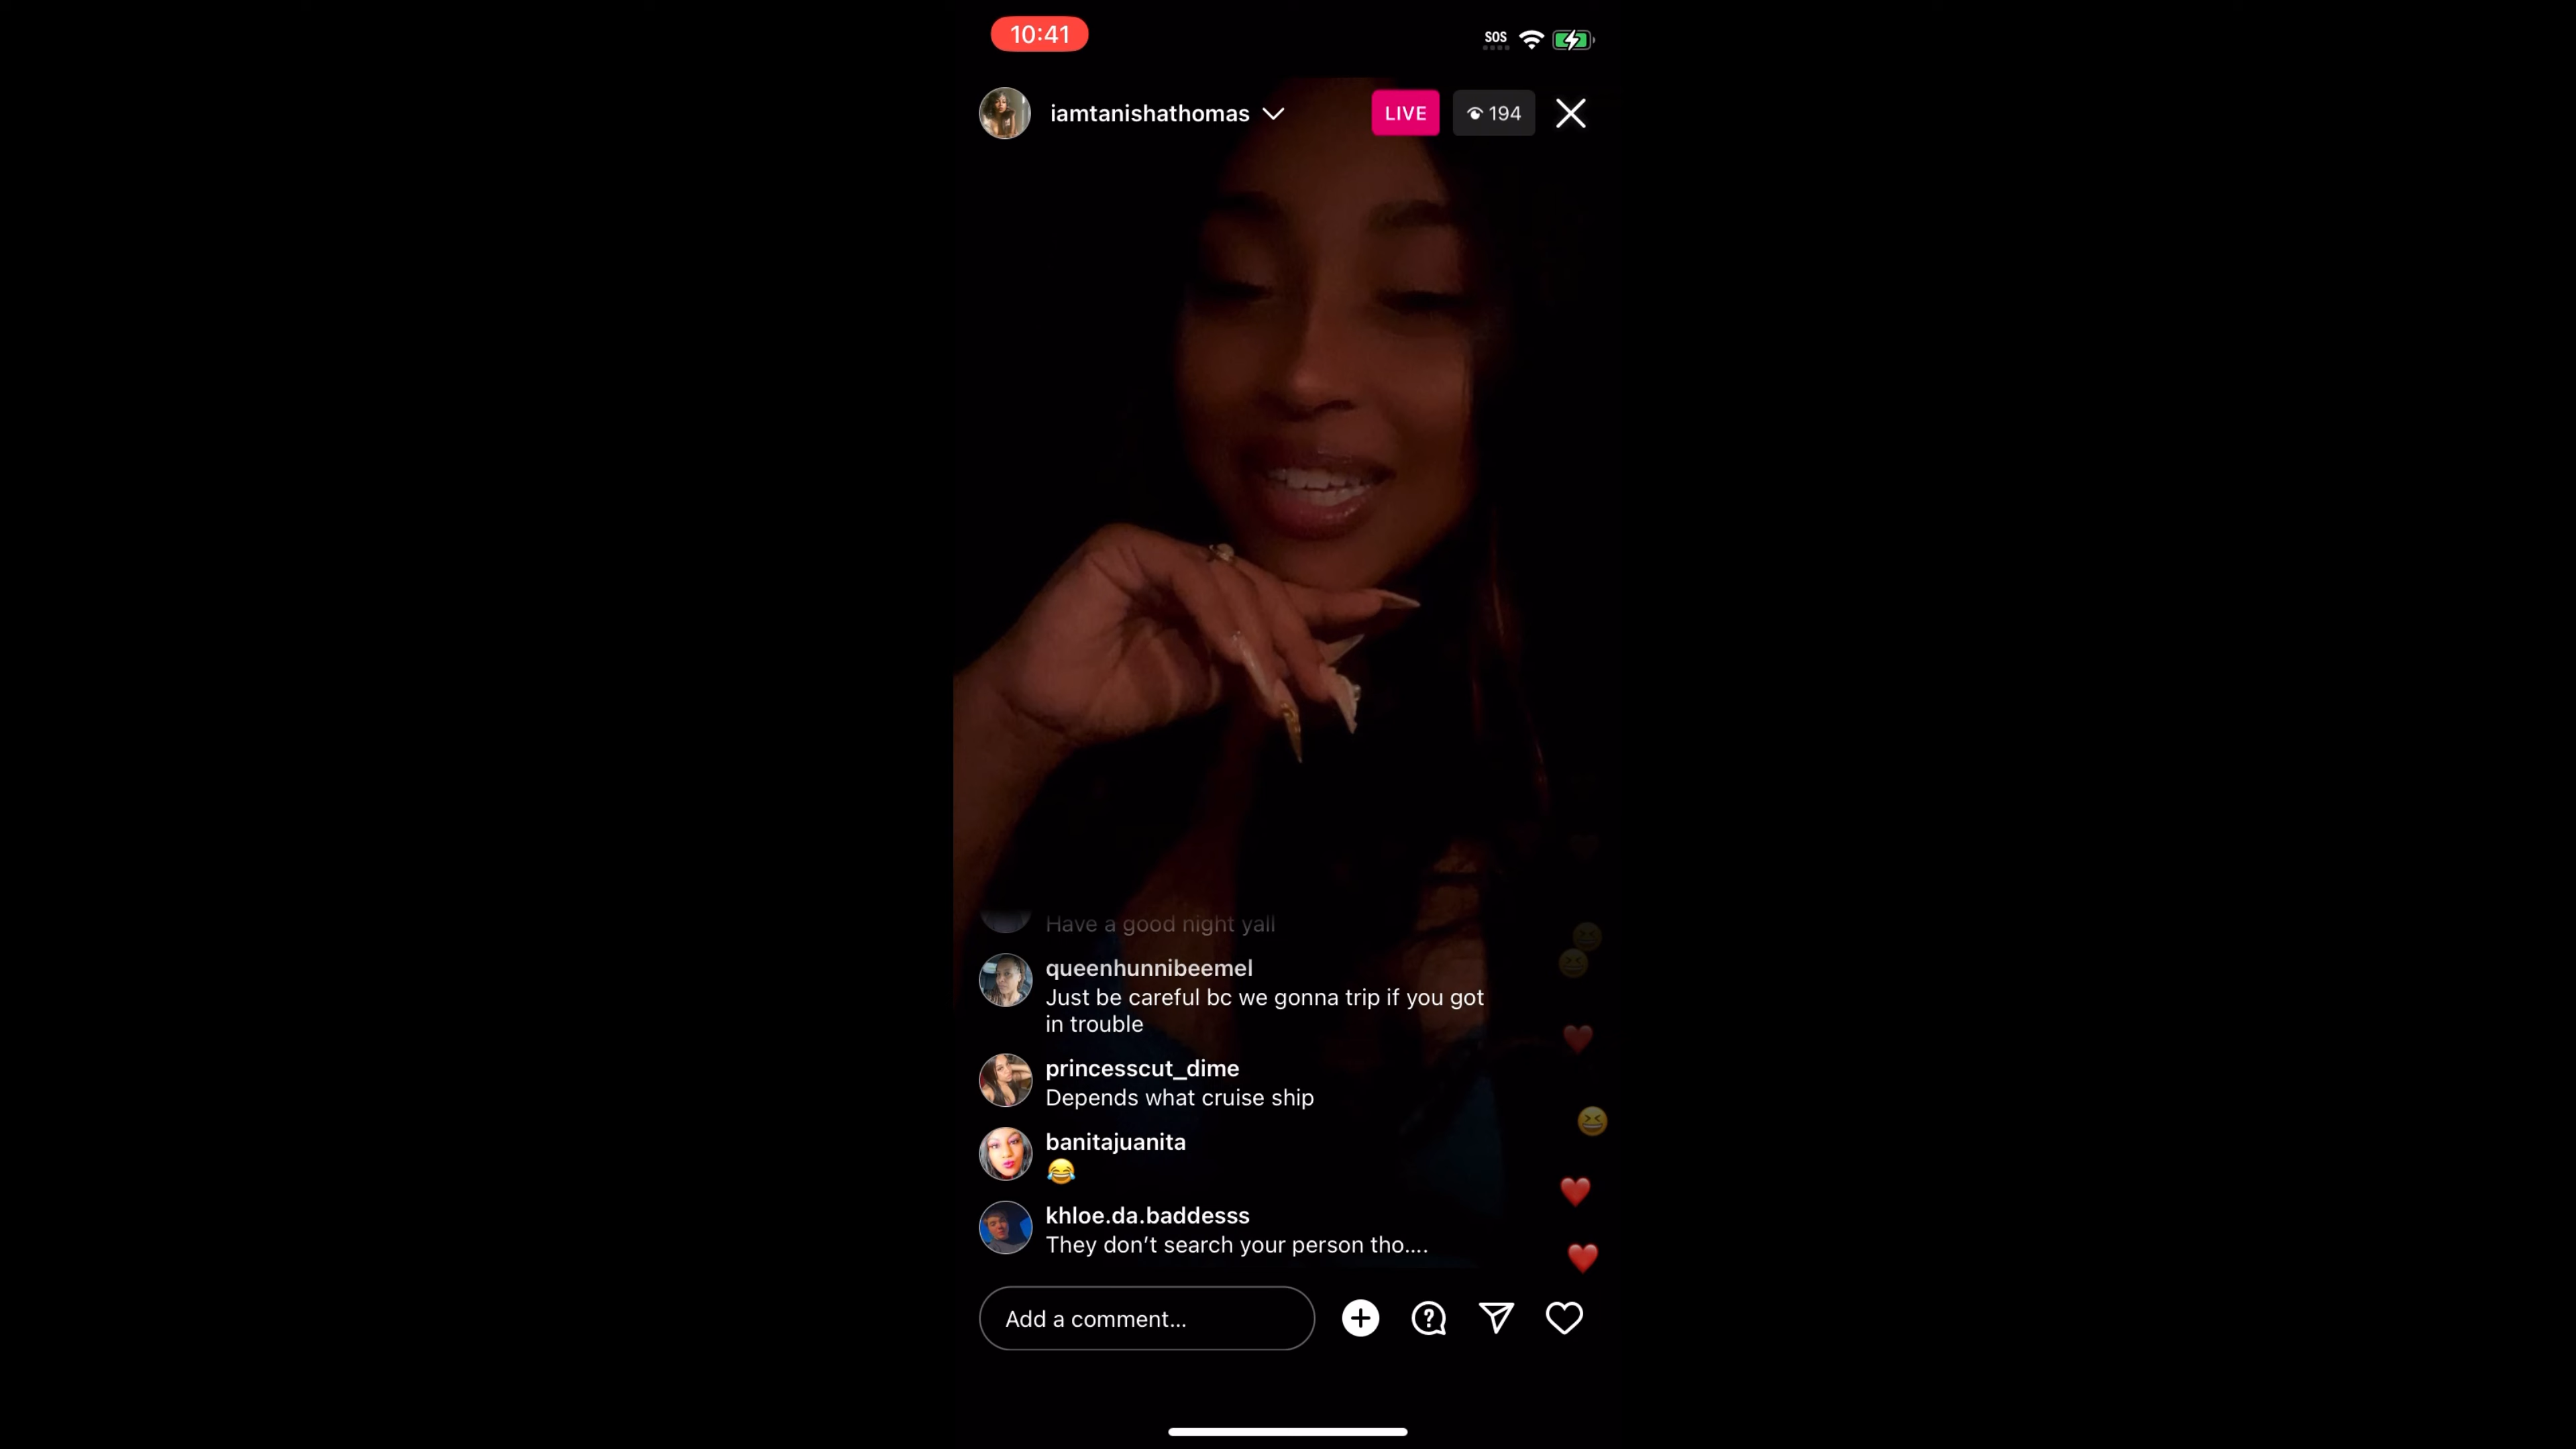 10:41
SOS
iamtanishathomas
LIVE
194
Have a good night yall
queenhunnibeemel
Just be careful bc we gonna trip if you got
in trouble
princesscut_dime
Depends what cruise ship
banitajuanita
😂
khloe.da.baddesss
They don’t search your person tho....
Add a comment...